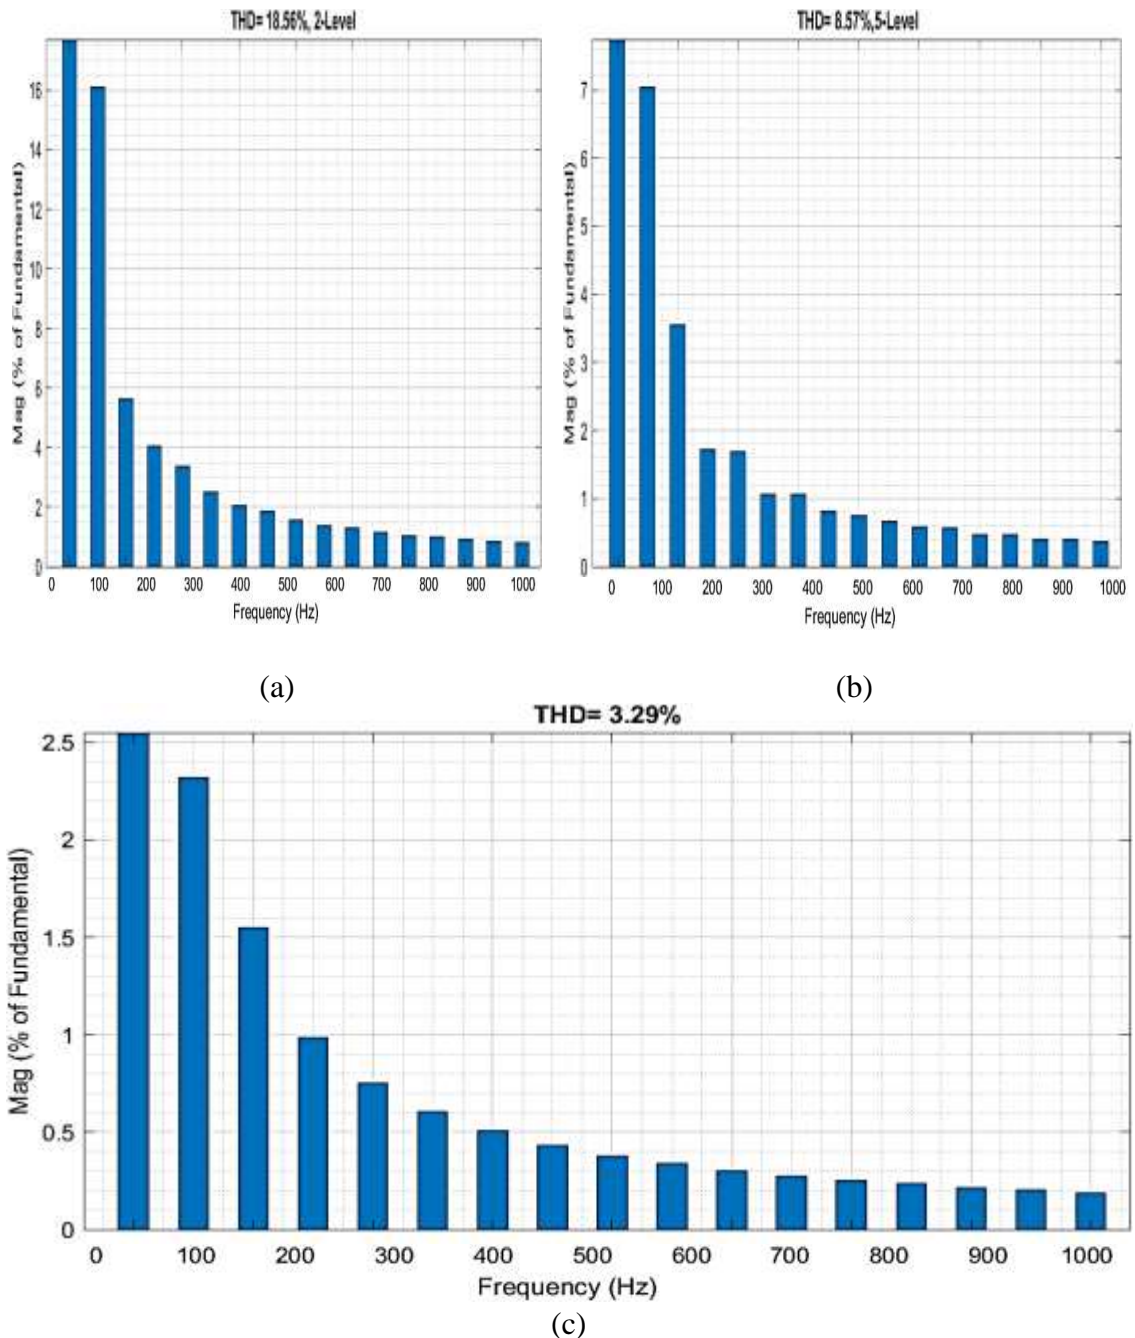 THD= 18.56%, 2-Level
Mag (% of Fundamental)
16
14
12
10
8
6
4
2
0
0 100 200 300 400 500 600 700 800 900 1000
Frequency (Hz)
(a)
THD= 8.57%,5-Level
Mag (% of Fundamental)
7
6
5
4
3
2
1
0
0 100 200 300 400 500 600 700 800 900 1000
Frequency (Hz)
(b)
THD= 3.29%
Mag (% of Fundamental)
2.5
2
1.5
1
0.5
0
0 100 200 300 400 500 600 700 800 900 1000
Frequency (Hz)
(c)